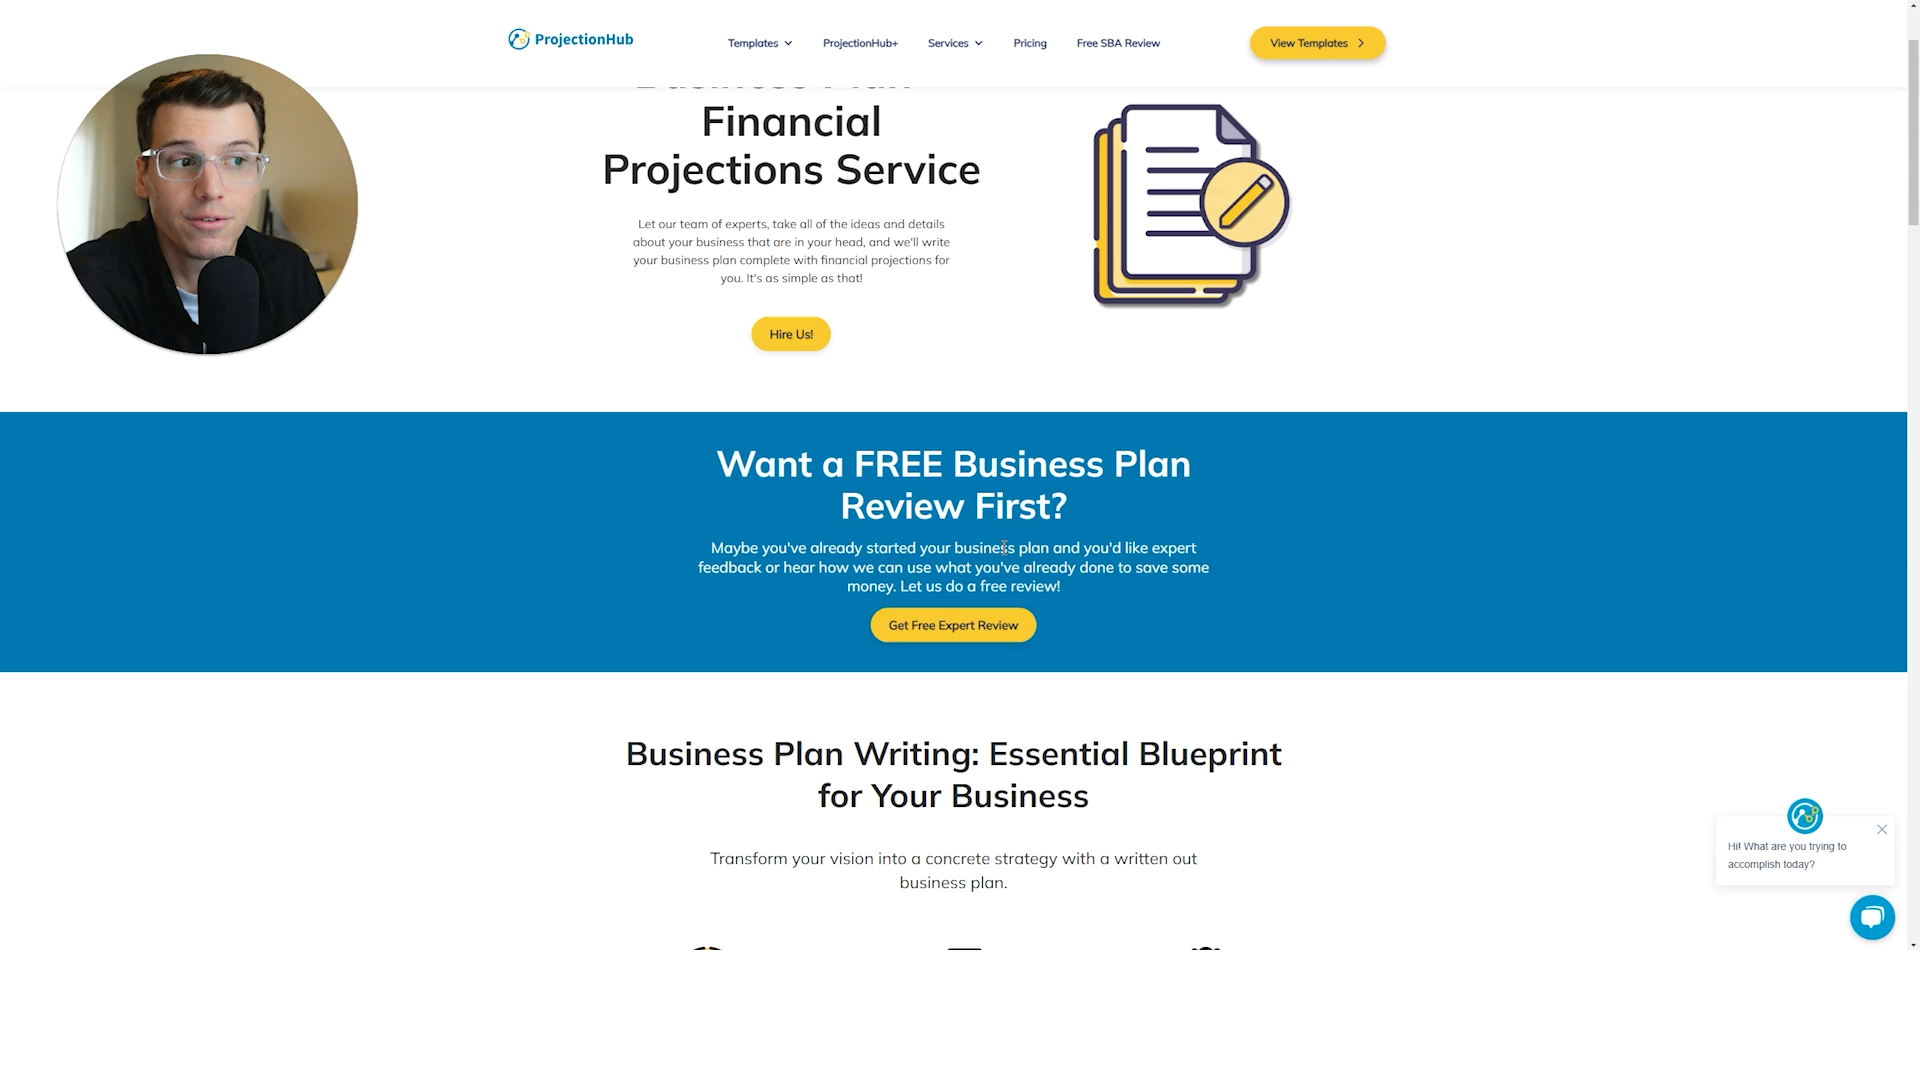 ProjectionHub
Templates
ProjectionHub+
Services
Pricing
Free SBA Review
View Templates
Financial
Projections Service
Let our team of experts, take all of the ideas and details
about your business that are in your head, and we'll write
your business plan complete with financial projections for
you. It's as simple as that!
Hire Us!
Want a FREE Business Plan
Review First?
Maybe you've already started your business plan and you'd like expert
feedback or hear how we can use what you've already done to save some
money. Let us do a free review!
Get Free Expert Review
Business Plan Writing: Essential Blueprint
for Your Business
Transform your vision into a concrete strategy with a written out
business plan.
Hi! What are you trying to
accomplish today?